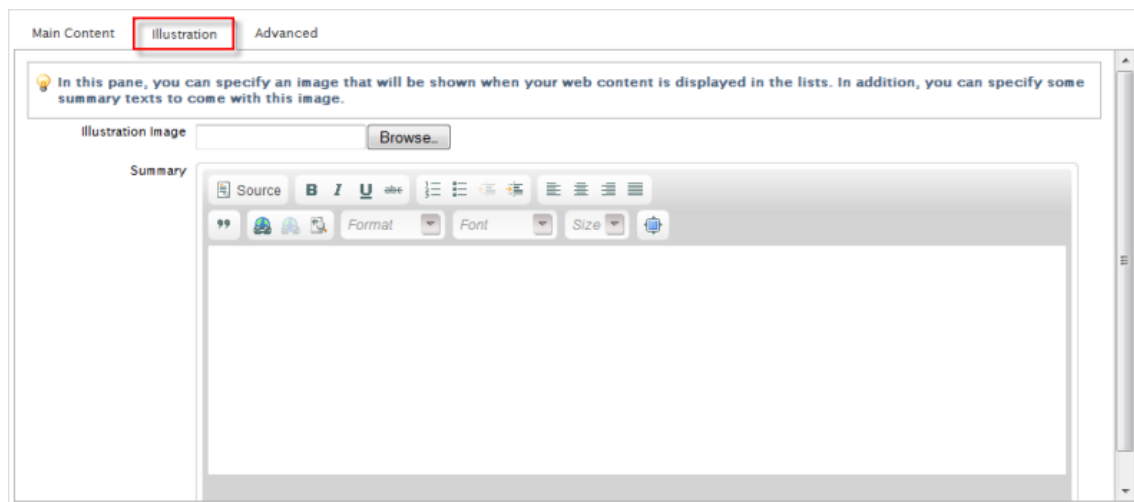 Main Content Illustration Advanced
In this pane, you can specify an image that will be shown when your web content is displayed in the lists. In addition, you can specify some
summary texts to come with this image.
Illustration Image Browse...
Summary
Source B I U abc
Format Font Size